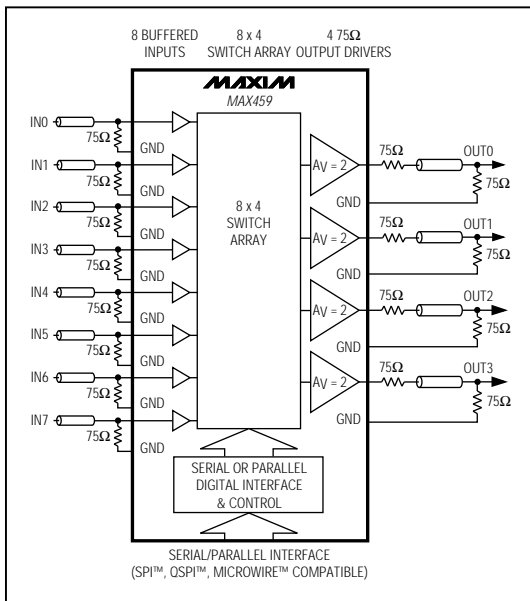 8 BUFFERED INPUTS
8 x 4 SWITCH ARRAY
4 75Ω OUTPUT DRIVERS
MAXIM
MAX459
IN0
75Ω
GND
IN1
75Ω
GND
IN2
75Ω
GND
IN3
75Ω
GND
IN4
75Ω
GND
IN5
75Ω
GND
IN6
75Ω
GND
IN7
75Ω
GND
8 x 4
SWITCH
ARRAY
AV = 2
75Ω
OUT0
75Ω
GND
AV = 2
75Ω
OUT1
75Ω
GND
AV = 2
75Ω
OUT2
75Ω
GND
AV = 2
75Ω
OUT3
75Ω
GND
SERIAL OR PARALLEL
DIGITAL INTERFACE
& CONTROL
SERIAL/PARALLEL INTERFACE
(SPI™, QSPI™, MICROWIRE™ COMPATIBLE)